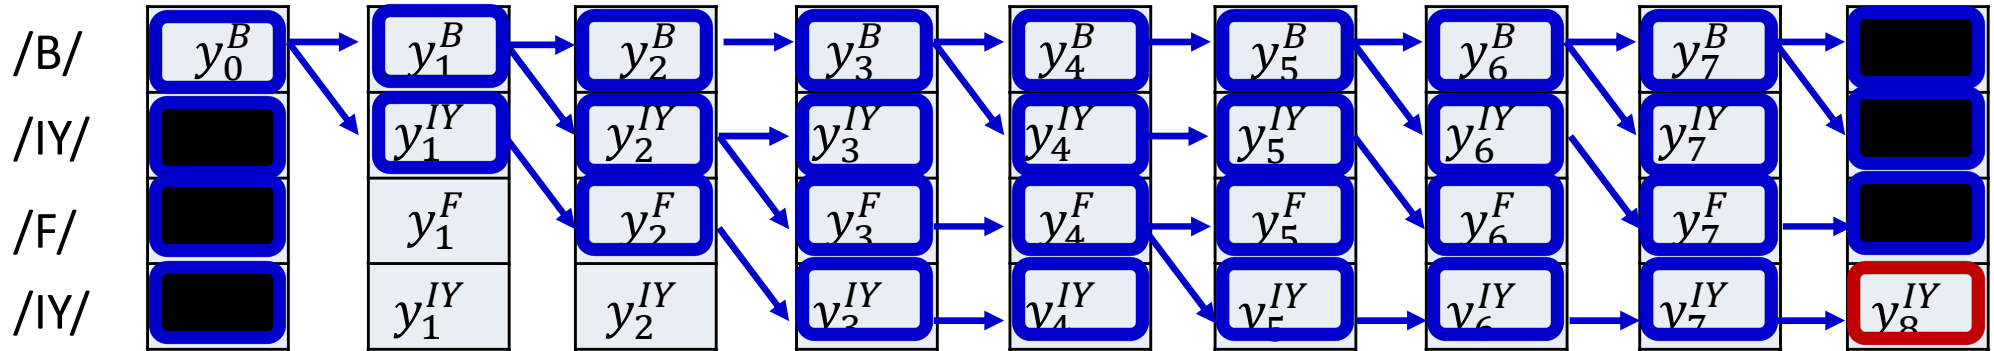 /B/ y_0^B y_1^B y_2^B y_3^B y_4^B y_5^B y_6^B y_7^B
/IY/ y_1^{IY} y_2^{IY} y_3^{IY} y_4^{IY} y_5^{IY} y_6^{IY} y_7^{IY}
/F/ y_1^F y_2^F y_3^F y_4^F y_5^F y_6^F y_7^F
/IY/ y_1^{IY} y_2^{IY} y_3^{IY} y_4^{IY} y_5^{IY} y_6^{IY} y_7^{IY} y_8^{IY}